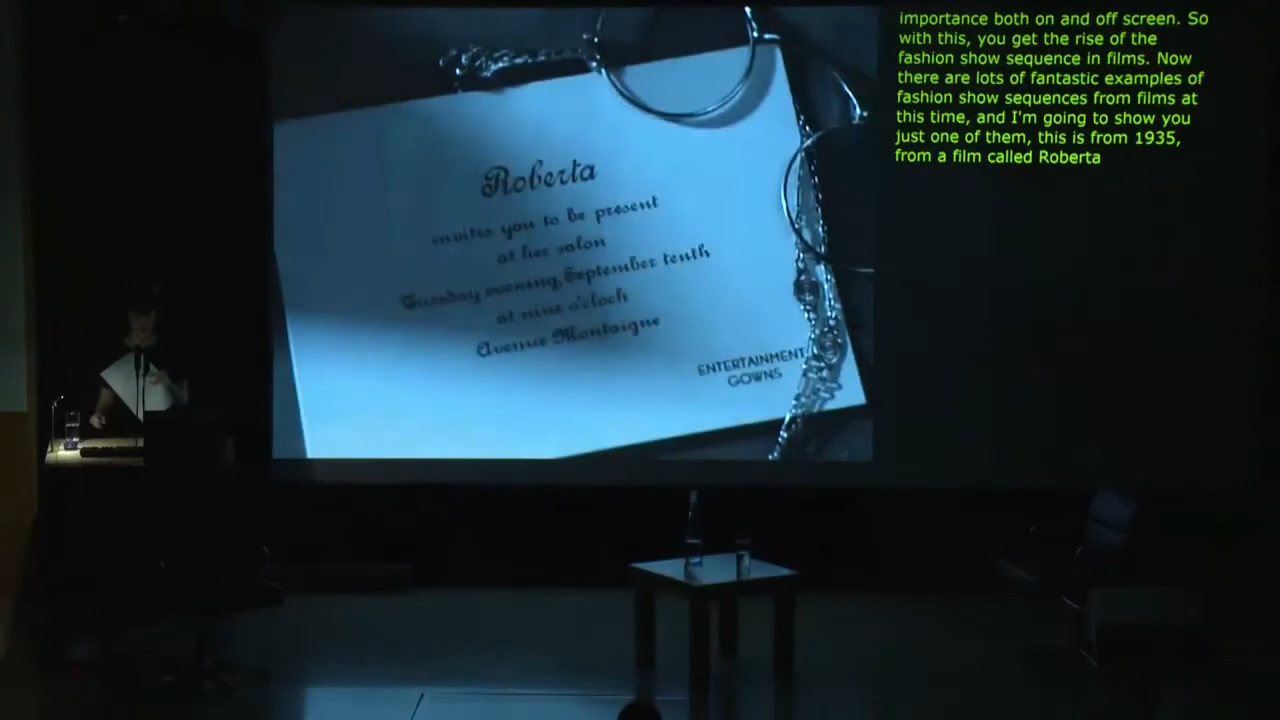 Roberta
invites you to be present
at her salon
Tuesday evening, September tenth
at nine o'clock
Avenue Montaigne
ENTERTAINMENT
GOWNS
importance both on and off screen. So
with this, you get the rise of the
fashion show sequence in films. Now
there are lots of fantastic examples of
fashion show sequences from films at
this time, and I'm going to show you
just one of them, this is from 1935,
from a film called Roberta